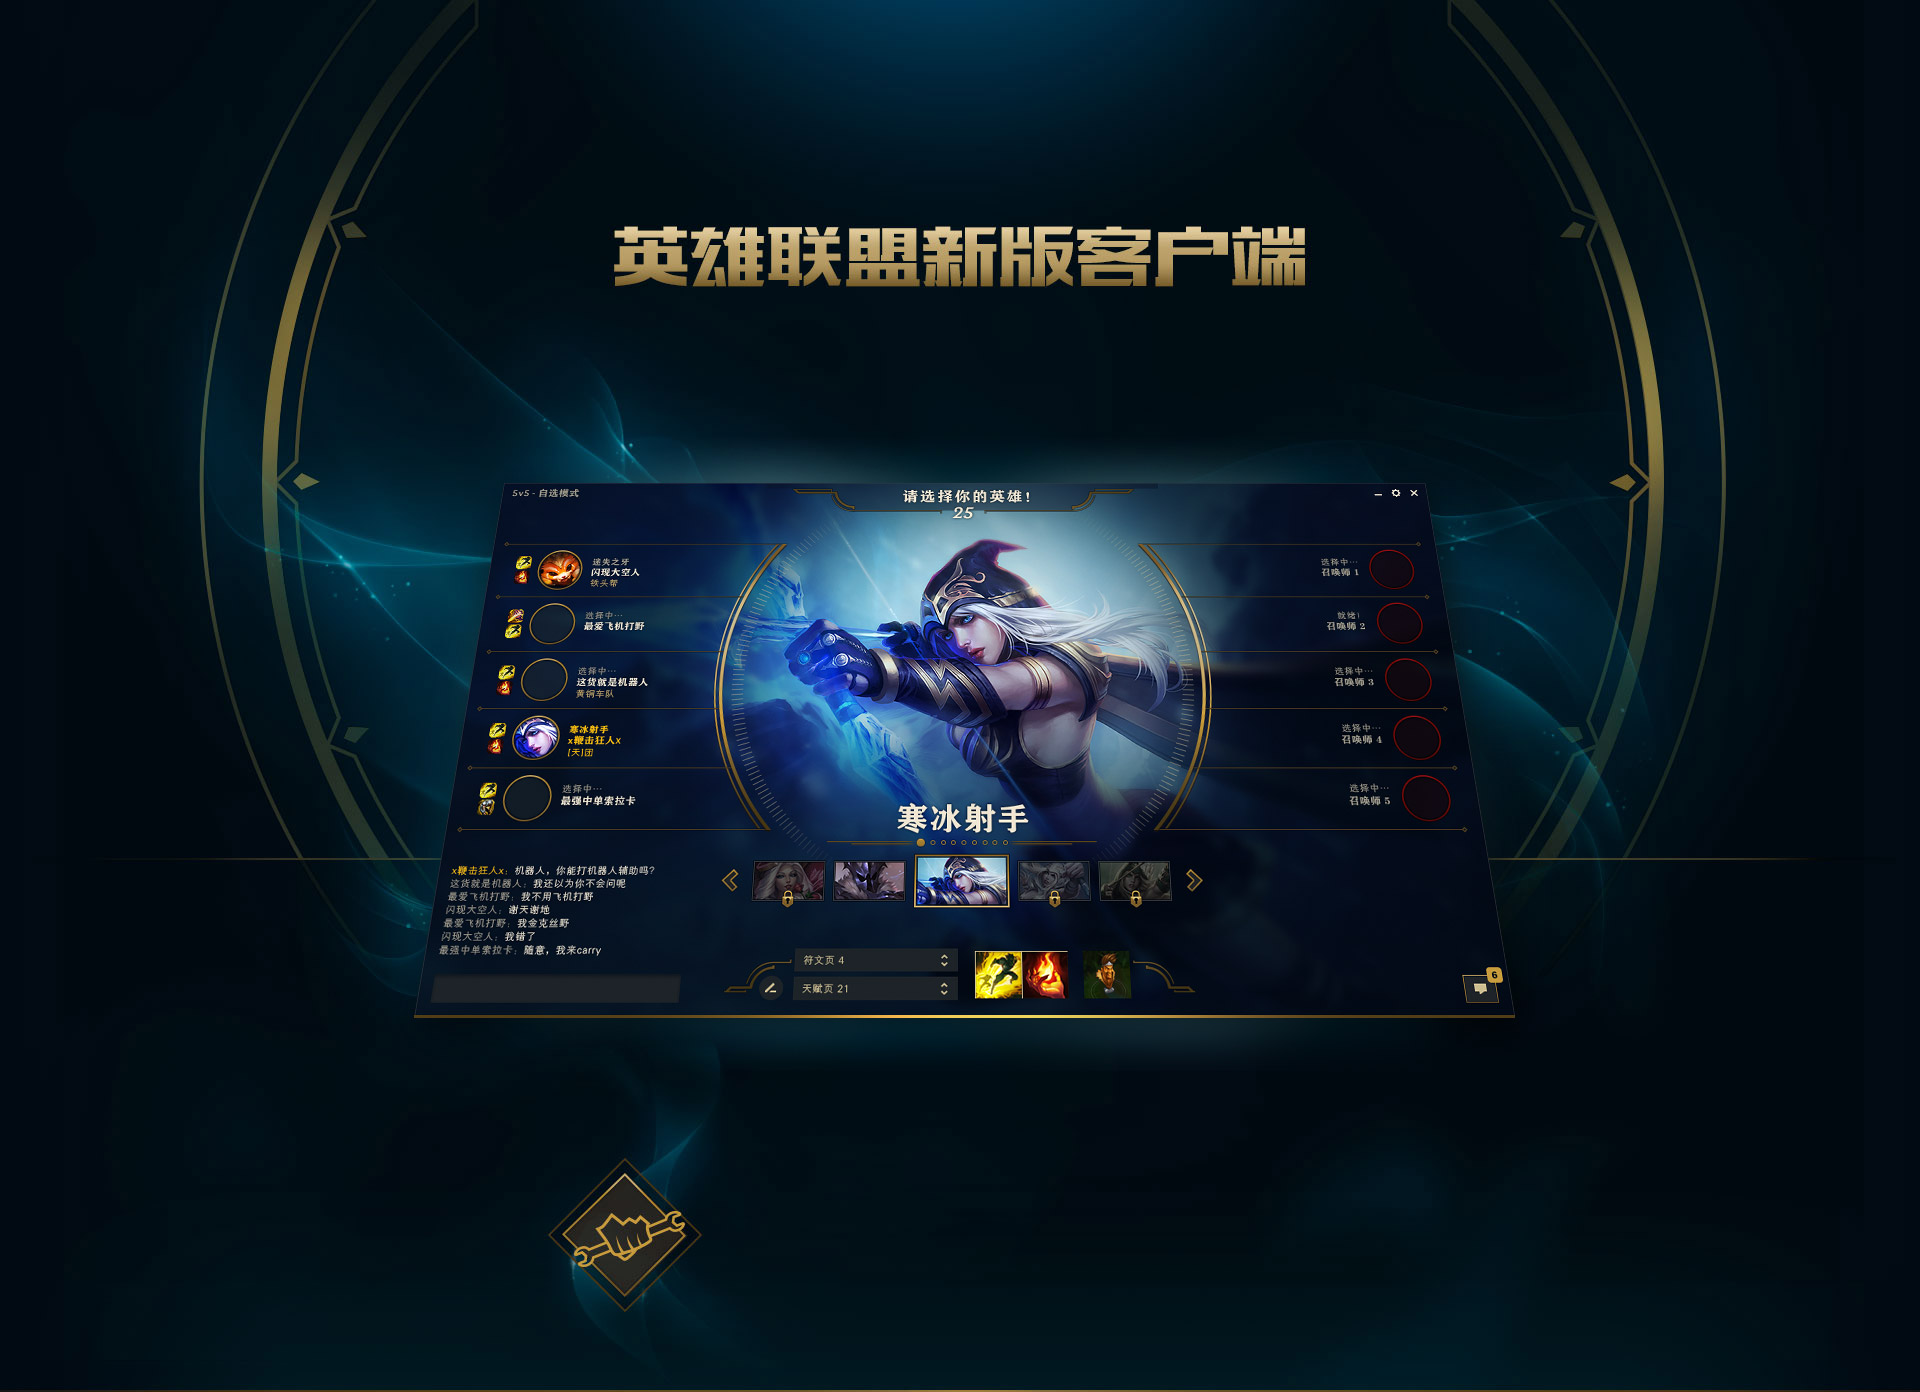 英雄联盟新版客户端
5v5 - 自选模式
请选择你的英雄!
25
迷失之牙
闪现大空人
铁头帮
选择中…
最爱飞机打野
选择中…
这货就是机器人
黄铜车队
寒冰射手
x鞭击狂人x
[天]团
选择中…
最强中单索拉卡
选择中…
召唤师 1
就绪!
召唤师 2
选择中…
召唤师 3
选择中…
召唤师 4
选择中…
召唤师 5
寒冰射手
x鞭击狂人x: 机器人, 你能打机器人辅助吗?
这货就是机器人: 我还以为你不会问呢
最爱飞机打野: 我不用飞机打野
闪现大空人: 谢天谢地
最爱飞机打野: 我金克丝野
闪现大空人: 我错了
最强中单索拉卡: 随意, 我来carry
符文页 4
天赋页 21
6